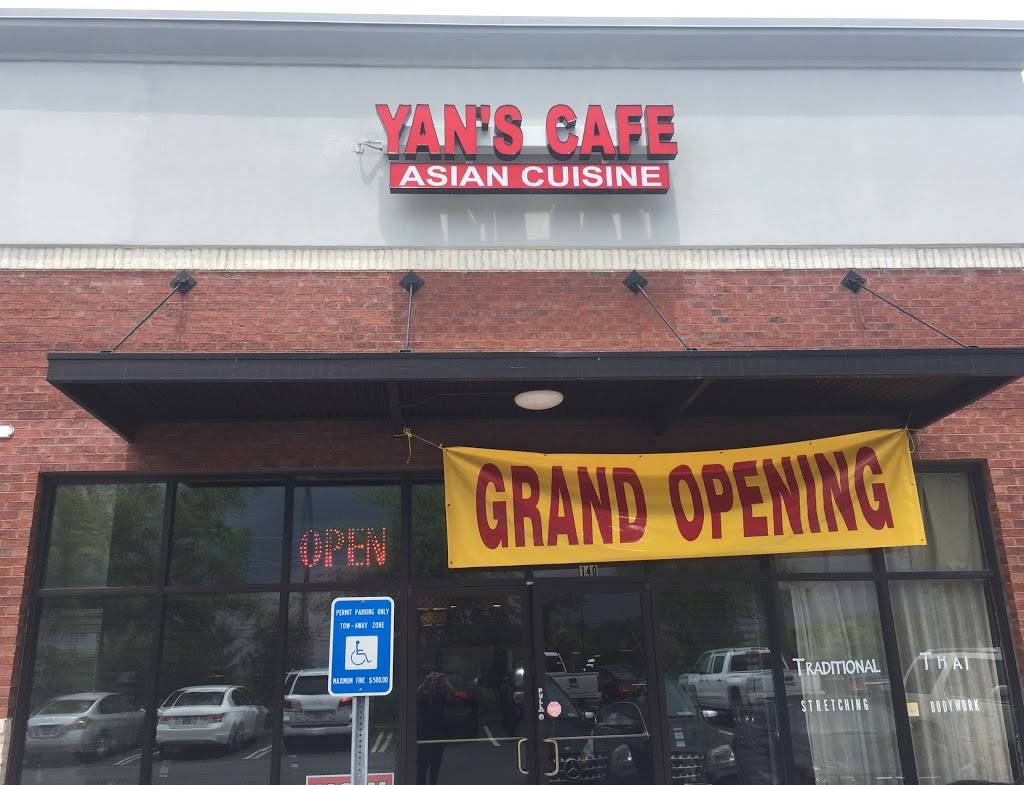 YAN'S CAFE
ASIAN CUISINE
GRAND OPENING
OPEN
140
PERMIT PARKING ONLY
TOW-AWAY ZONE
MAXIMUM FINE $500.00
PULL
TRADITIONAL
STRETCHING
THAI
BODYWORK